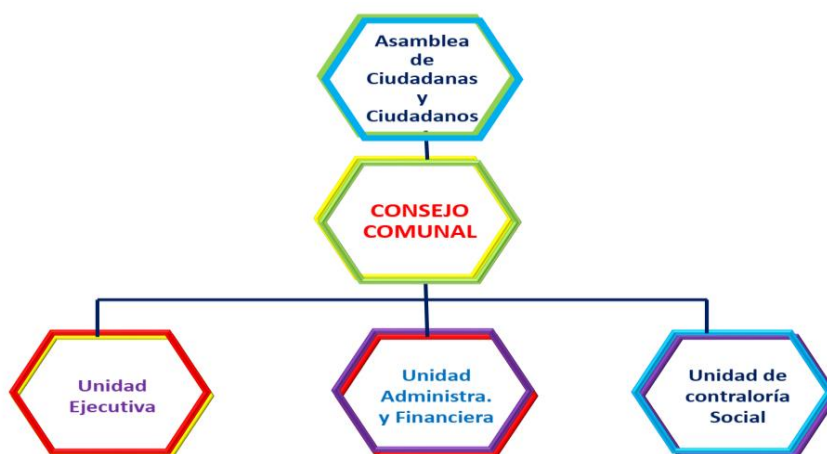 Asamblea
de
Ciudadanas
y
Ciudadanos
CONSEJO
COMUNAL
Unidad
Ejecutiva
Unidad
Administra.
y Financiera
Unidad de
contraloría
Social